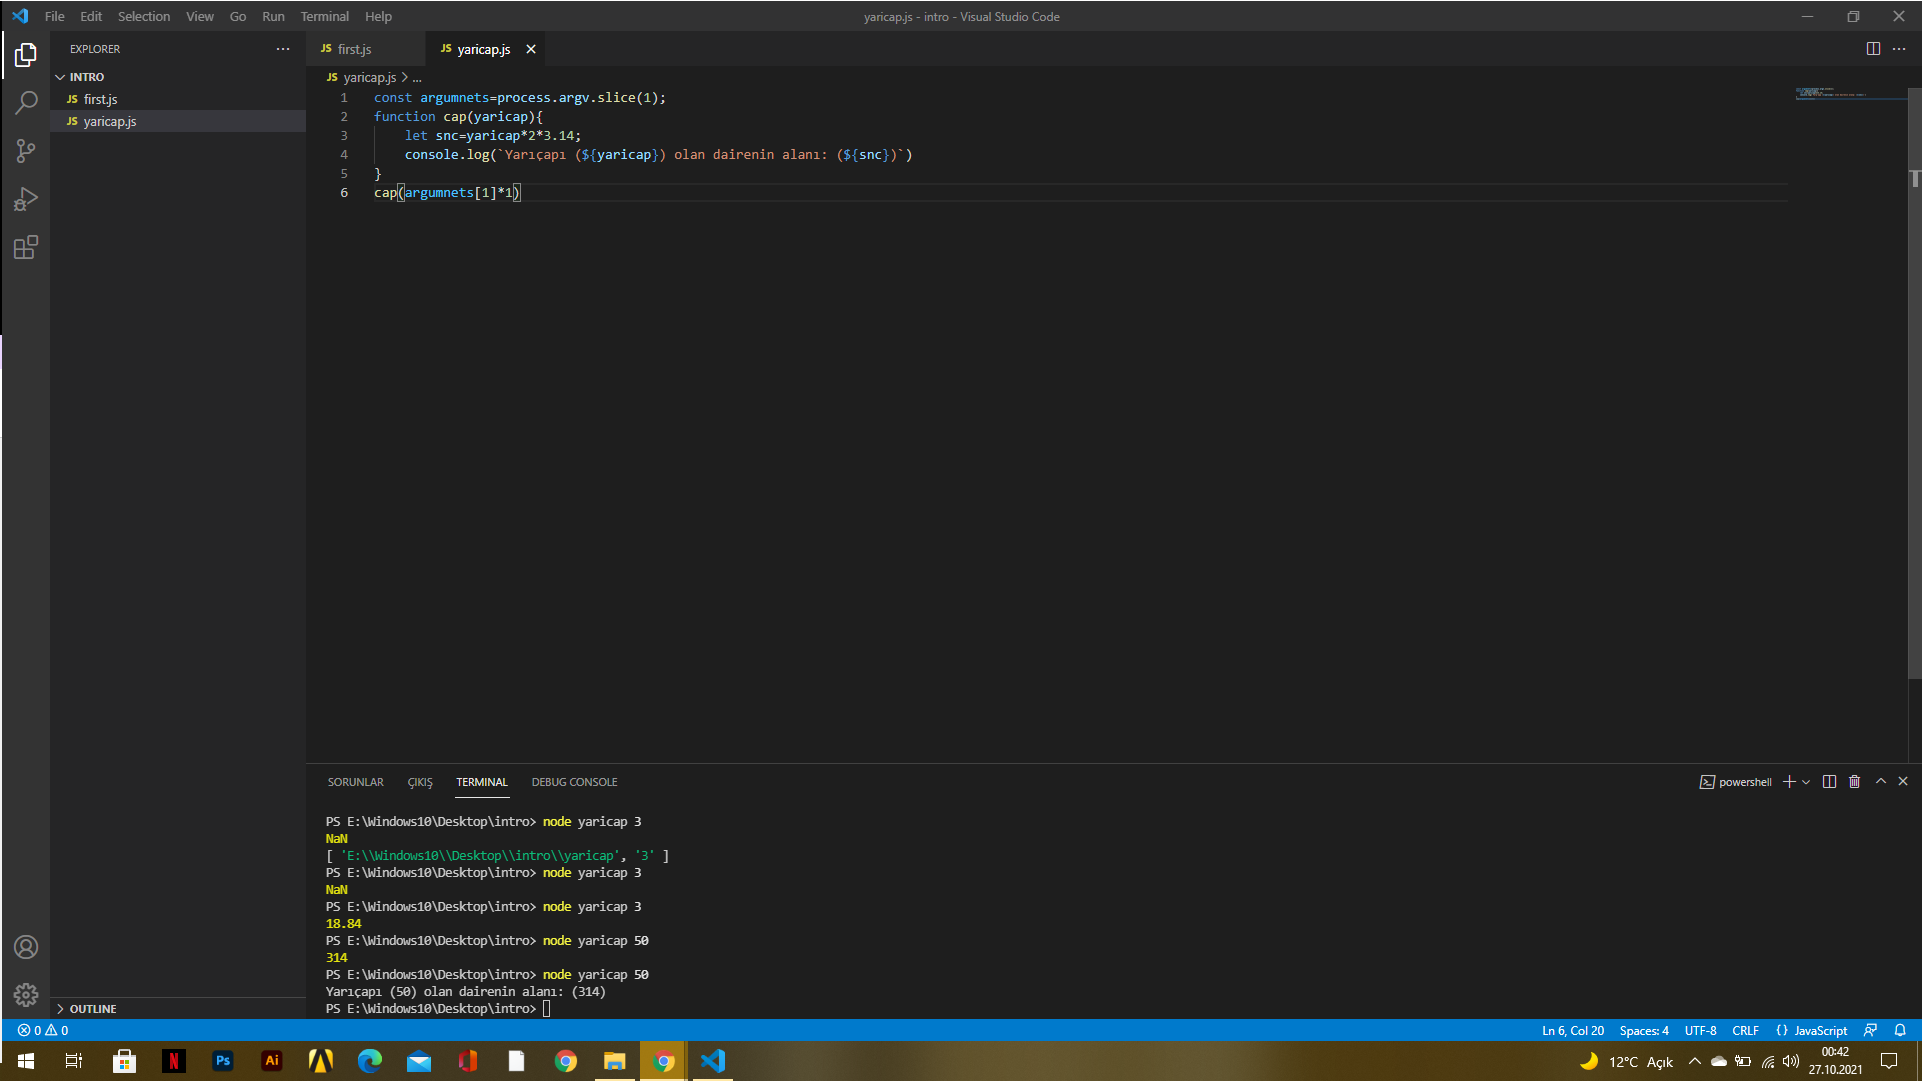 File Edit Selection View Go Run Terminal Help
yaricap.js - intro - Visual Studio Code
EXPLORER
INTRO
JS first.js
JS yaricap.js
OUTLINE
JS first.js
JS yaricap.js
JS yaricap.js > ...
1 const argumnets=process.argv.slice(1);
2 function cap(yaricap){
3 let snc=yaricap*2*3.14;
4 console.log(`Yarıçapı (${yaricap}) olan dairenin alanı: (${snc})`)
5 }
6 cap(argumnets[1]*1)
SORUNLAR ÇIKIŞ TERMINAL DEBUG CONSOLE
powershell
PS E:\Windows10\Desktop\intro> node yaricap 3
NaN
[ 'E:\\Windows10\\Desktop\\intro\\yaricap', '3' ]
PS E:\Windows10\Desktop\intro> node yaricap 3
NaN
PS E:\Windows10\Desktop\intro> node yaricap 3
18.84
PS E:\Windows10\Desktop\intro> node yaricap 50
314
PS E:\Windows10\Desktop\intro> node yaricap 50
Yarıçapı (50) olan dairenin alanı: (314)
PS E:\Windows10\Desktop\intro>
0 0
Ln 6, Col 20 Spaces: 4 UTF-8 CRLF {} JavaScript
N Ps Ai
12°C Açık
00:42
27.10.2021